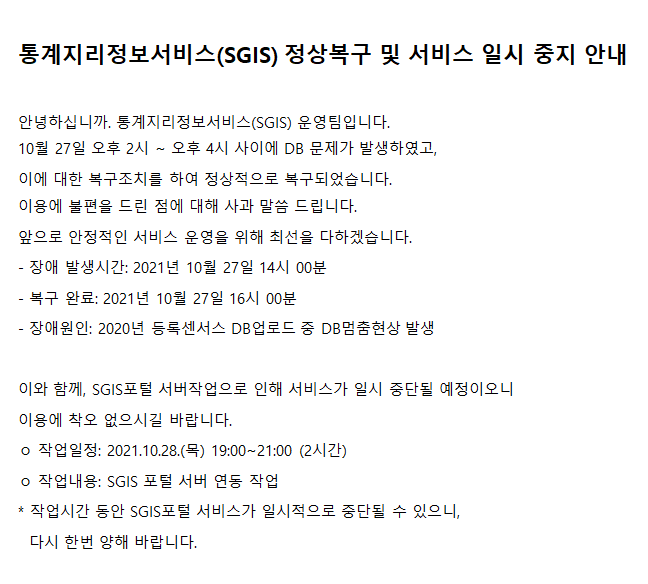 통계지리정보서비스(SGIS) 정상복구 및 서비스 일시 중지 안내
안녕하십니까. 통계지리정보서비스(SGIS) 운영팀입니다.
10월 27일 오후 2시 ~ 오후 4시 사이에 DB 문제가 발생하였고,
이에 대한 복구조치를 하여 정상적으로 복구되었습니다.
이용에 불편을 드린 점에 대해 사과 말씀 드립니다.
앞으로 안정적인 서비스 운영을 위해 최선을 다하겠습니다.
- 장애 발생시간: 2021년 10월 27일 14시 00분
- 복구 완료: 2021년 10월 27일 16시 00분
- 장애원인: 2020년 등록센서스 DB업로드 중 DB멈춤현상 발생
이와 함께, SGIS포털 서버작업으로 인해 서비스가 일시 중단될 예정이오니
이용에 착오 없으시길 바랍니다.
ㅇ 작업일정: 2021.10.28.(목) 19:00~21:00 (2시간)
ㅇ 작업내용: SGIS 포털 서버 연동 작업
* 작업시간 동안 SGIS포털 서비스가 일시적으로 중단될 수 있으니,
다시 한번 양해 바랍니다.